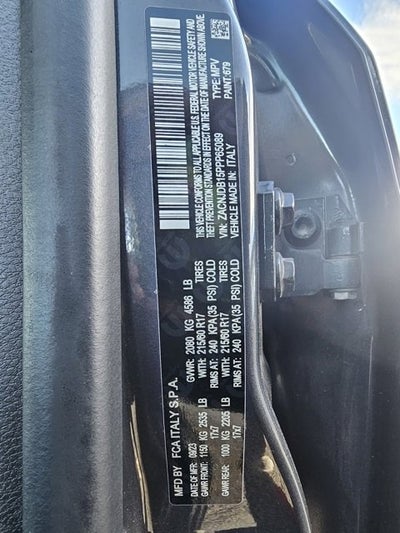 MFD BY FCA ITALY S.P.A.
DATE OF MFR: 09/23 GVWR: 2080 KG 4586 LB
GAWR FRONT: 1150 KG 2535 LB WITH: 215/60 R17 TIRES
17x7 RIMS AT: 240 KPA(35 PSI) COLD
GAWR REAR: 1000 KG 2205 LB WITH: 215/60 R17 TIRES
17x7 RIMS AT: 240 KPA(35 PSI) COLD
THIS VEHICLE CONFORMS TO ALL APPLICABLE U.S. FEDERAL MOTOR VEHICLE SAFETY AND
BUMPER STANDARDS IN EFFECT ON THE DATE OF MANUFACTURE SHOWN ABOVE.
VIN: ZACNJDB15PPP65089 TYPE: MPV
VEHICLE MADE IN: ITALY PAINT: 679